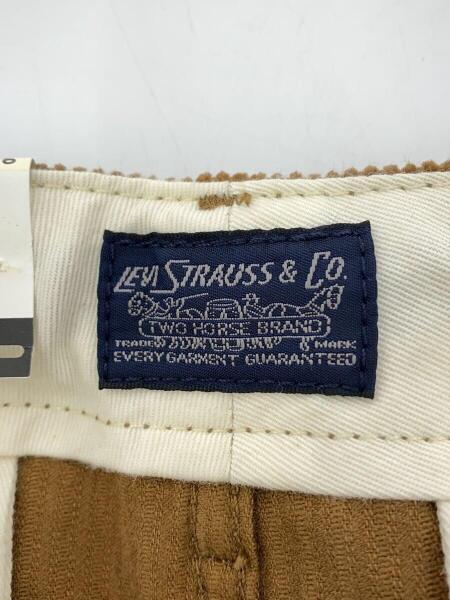 LEVI STRAUSS & CO.
TWO HORSE BRAND
TRADE MARK
EVERY GARMENT GUARANTEED